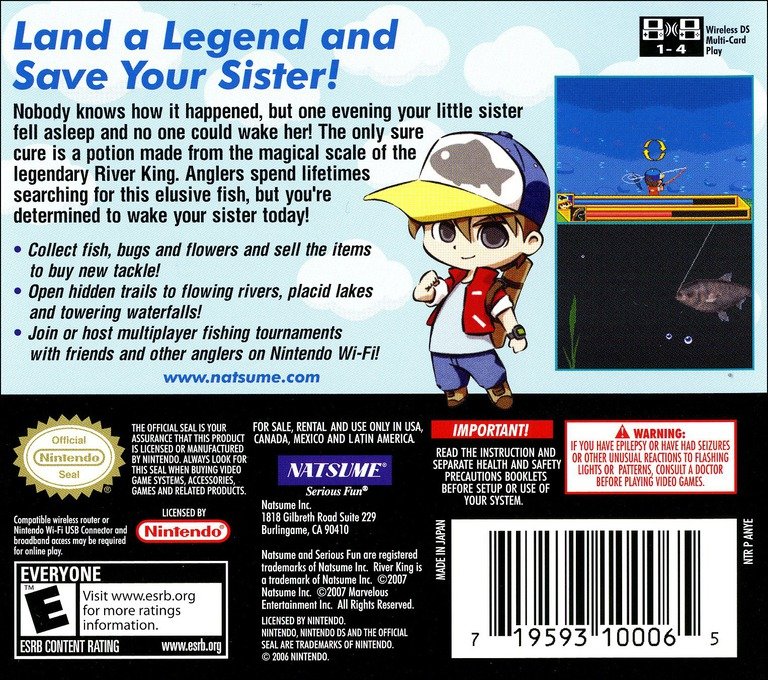 Land a Legend and
Save Your Sister!
Wireless DS
Multi-Card
Play
1-4
Nobody knows how it happened, but one evening your little sister
fell asleep and no one could wake her! The only sure
cure is a potion made from the magical scale of the
legendary River King. Anglers spend lifetimes
searching for this elusive fish, but you're
determined to wake your sister today!
• Collect fish, bugs and flowers and sell the items
to buy new tackle!
• Open hidden trails to flowing rivers, placid lakes
and towering waterfalls!
• Join or host multiplayer fishing tournaments
with friends and other anglers on Nintendo Wi-Fi!
www.natsume.com
Official
Nintendo
Seal
THE OFFICIAL SEAL IS YOUR
ASSURANCE THAT THIS PRODUCT
IS LICENSED OR MANUFACTURED
BY NINTENDO. ALWAYS LOOK FOR
THIS SEAL WHEN BUYING VIDEO
GAME SYSTEMS, ACCESSORIES,
GAMES AND RELATED PRODUCTS.
Compatible wireless router or
Nintendo Wi-Fi USB Connector and
broadband access may be required
for online play.
LICENSED BY
Nintendo®
EVERYONE
E™
Visit www.esrb.org
for more ratings
information.
ESRB CONTENT RATING www.esrb.org
FOR SALE, RENTAL AND USE ONLY IN USA,
CANADA, MEXICO AND LATIN AMERICA.
NATSUME®
Serious Fun®
Natsume Inc.
1818 Gilbreth Road Suite 229
Burlingame, CA 90410
Natsume and Serious Fun are registered
trademarks of Natsume Inc. River King is
a trademark of Natsume Inc. ©2007
Natsume Inc. ©2007 Marvelous
Entertainment Inc. All Rights Reserved.
LICENSED BY NINTENDO.
NINTENDO, NINTENDO DS AND THE OFFICIAL
SEAL ARE TRADEMARKS OF NINTENDO.
© 2006 NINTENDO.
IMPORTANT!
READ THE INSTRUCTION AND
SEPARATE HEALTH AND SAFETY
PRECAUTIONS BOOKLETS
BEFORE SETUP OR USE OF
YOUR SYSTEM.
WARNING:
IF YOU HAVE EPILEPSY OR HAVE HAD SEIZURES
OR OTHER UNUSUAL REACTIONS TO FLASHING
LIGHTS OR PATTERNS, CONSULT A DOCTOR
BEFORE PLAYING VIDEO GAMES.
MADE IN JAPAN
NTR P ANYE
7 19593 10006 5